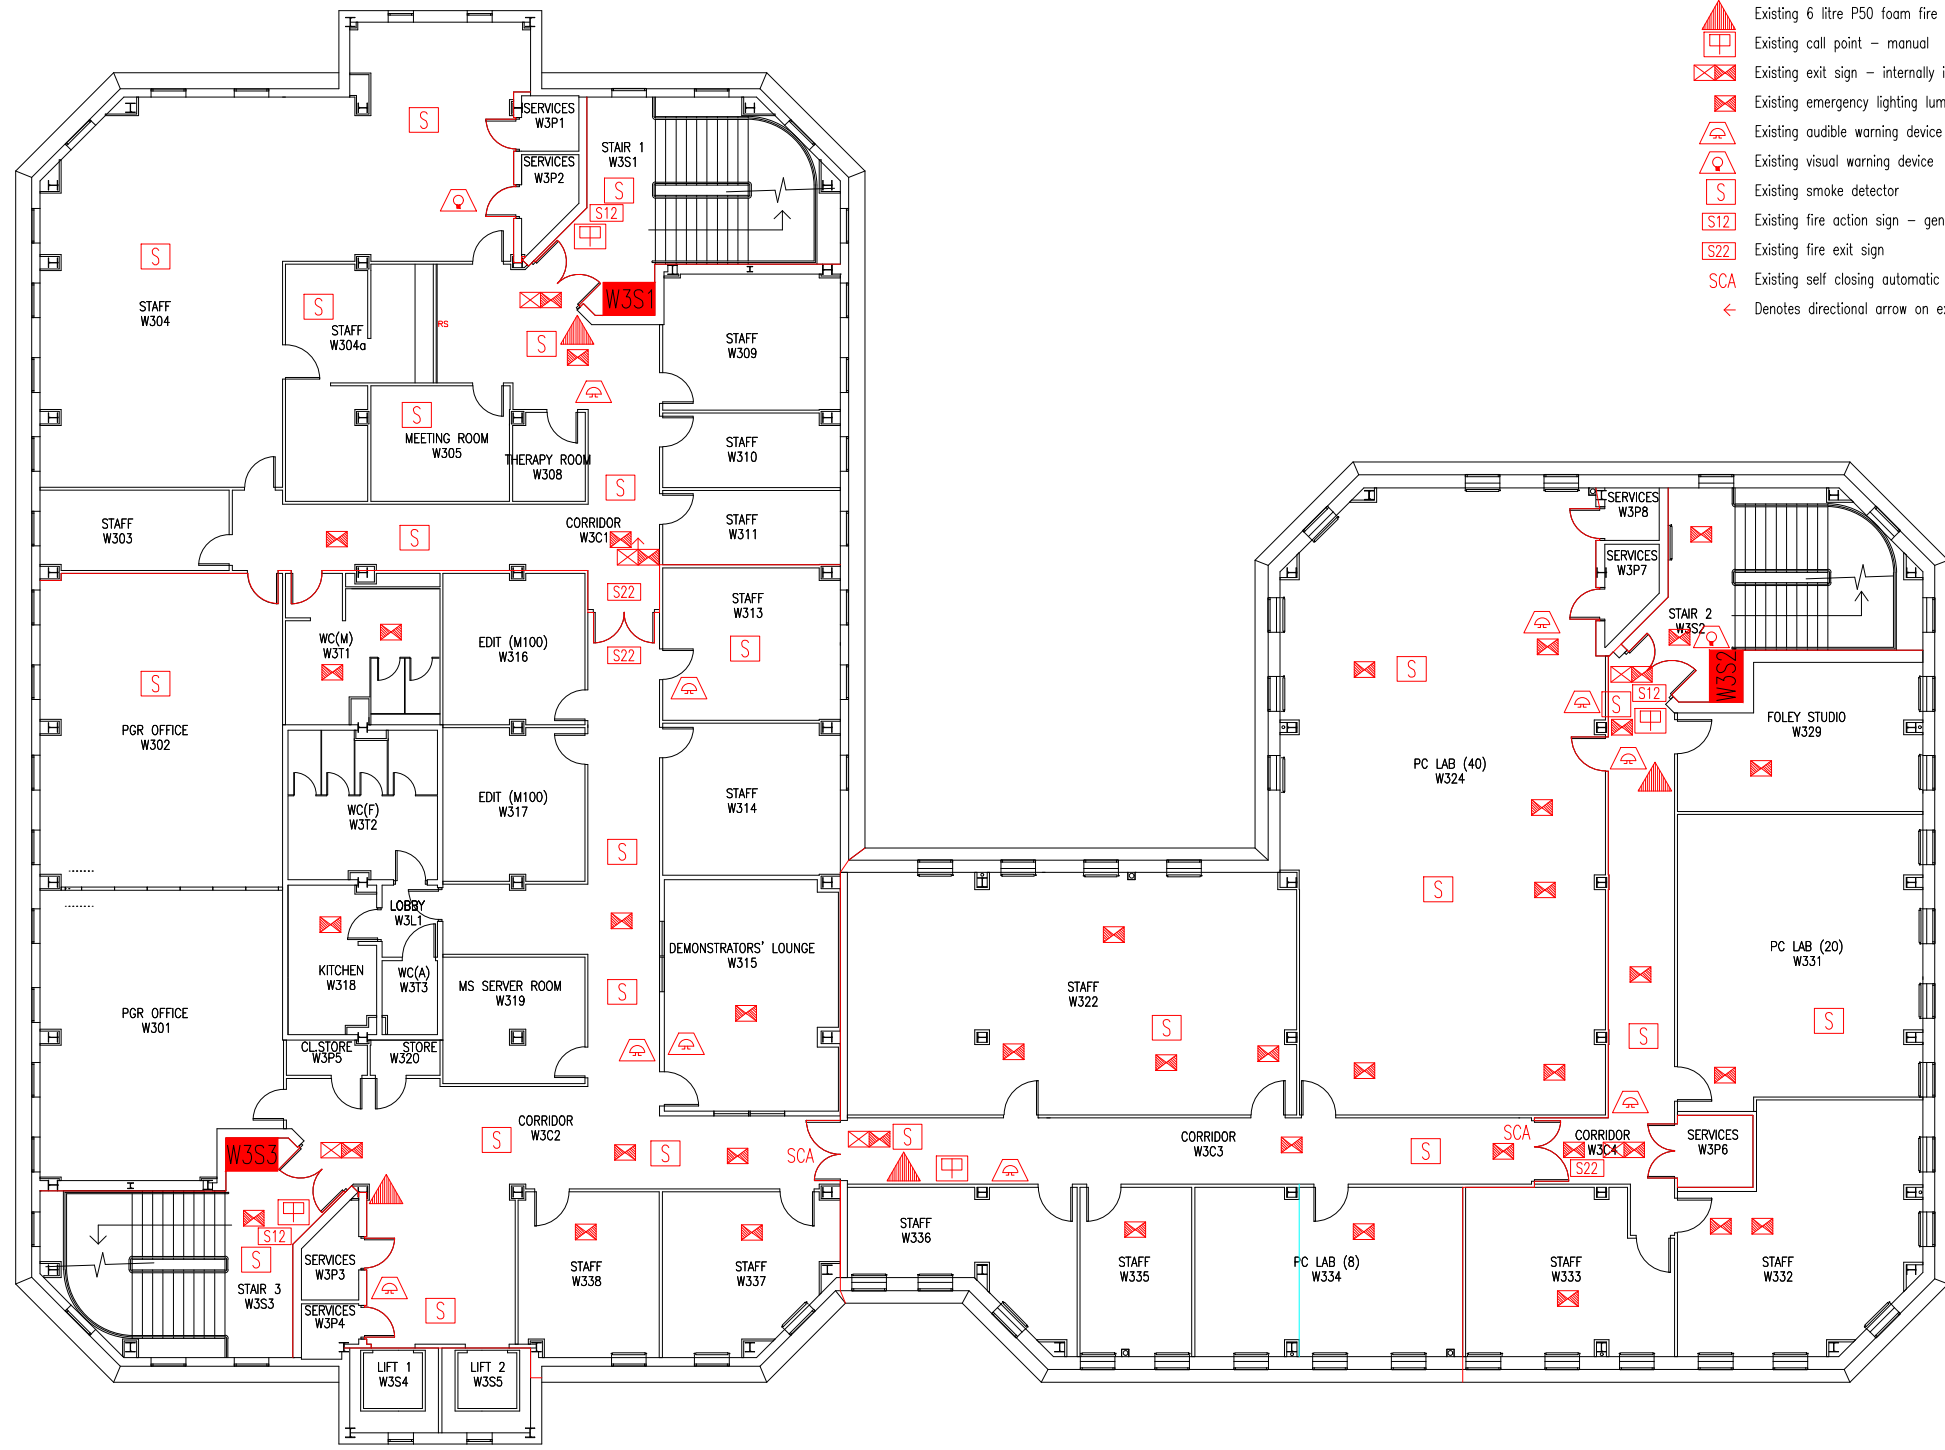 Existing 6 litre P50 foam fire
Existing call point – manual
Existing exit sign – internally i
Existing emergency lighting lum
Existing audible warning device
Existing visual warning device
S
Existing smoke detector
S12
Existing fire action sign – gen
S22
Existing fire exit sign
SCA
Existing self closing automatic
Denotes directional arrow on e
SERVICES
W3P1
S
SERVICES
W3P2
STAIR 1
W3S1
S
S12
S
STAFF
W304
S
STAFF
W304a
RS
W3S1
S
STAFF
W309
S
MEETING ROOM
W305
THERAPY ROOM
W308
STAFF
W310
S
STAFF
W303
S
CORRIDOR
W3C1
STAFF
W311
S22
STAFF
W313
S
WC(M)
W3T1
EDIT (M100)
W316
S22
S
PGR OFFICE
W302
WC(F)
W3T2
EDIT (M100)
W317
STAFF
W314
S
LOBBY
W3L1
KITCHEN
W318
WC(A)
W3T3
MS SERVER ROOM
W319
S
DEMONSTRATORS' LOUNGE
W315
PGR OFFICE
W301
CL.STORE
W3P5
STORE
W320
CORRIDOR
W3C2
S
S
SCA
W3S3
S12
S
STAIR 3
W3S3
SERVICES
W3P3
SERVICES
W3P4
S
LIFT 1
W3S4
LIFT 2
W3S5
STAFF
W338
STAFF
W337
SERVICES
W3P8
SERVICES
W3P7
STAIR 2
W3S2
W3S2
S
S12
S
FOLEY STUDIO
W329
PC LAB (40)
W324
S
PC LAB (20)
W331
S
S
STAFF
W322
S
S
CORRIDOR
W3C3
S
SCA
CORRIDOR
W3C4
S22
SERVICES
W3P6
STAFF
W336
STAFF
W335
PC LAB (8)
W334
STAFF
W333
STAFF
W332